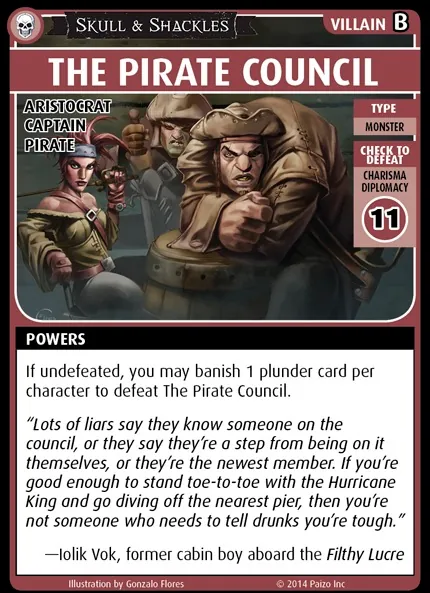 SKULL & SHACKLES
VILLAIN B
THE PIRATE COUNCIL
ARISTOCRAT
CAPTAIN
PIRATE
TYPE
MONSTER
CHECK TO
DEFEAT
CHARISMA
DIPLOMACY
11
POWERS
If undefeated, you may banish 1 plunder card per
character to defeat The Pirate Council.
“Lots of liars say they know someone on the
council, or they say they’re a step from being on it
themselves, or they’re the newest member. If you’re
good enough to stand toe-to-toe with the Hurricane
King and go diving off the nearest pier, then you’re
not someone who needs to tell drunks you’re tough.”
—Iolik Vok, former cabin boy aboard the Filthy Lucre
Illustration by Gonzalo Flores
© 2014 Paizo Inc